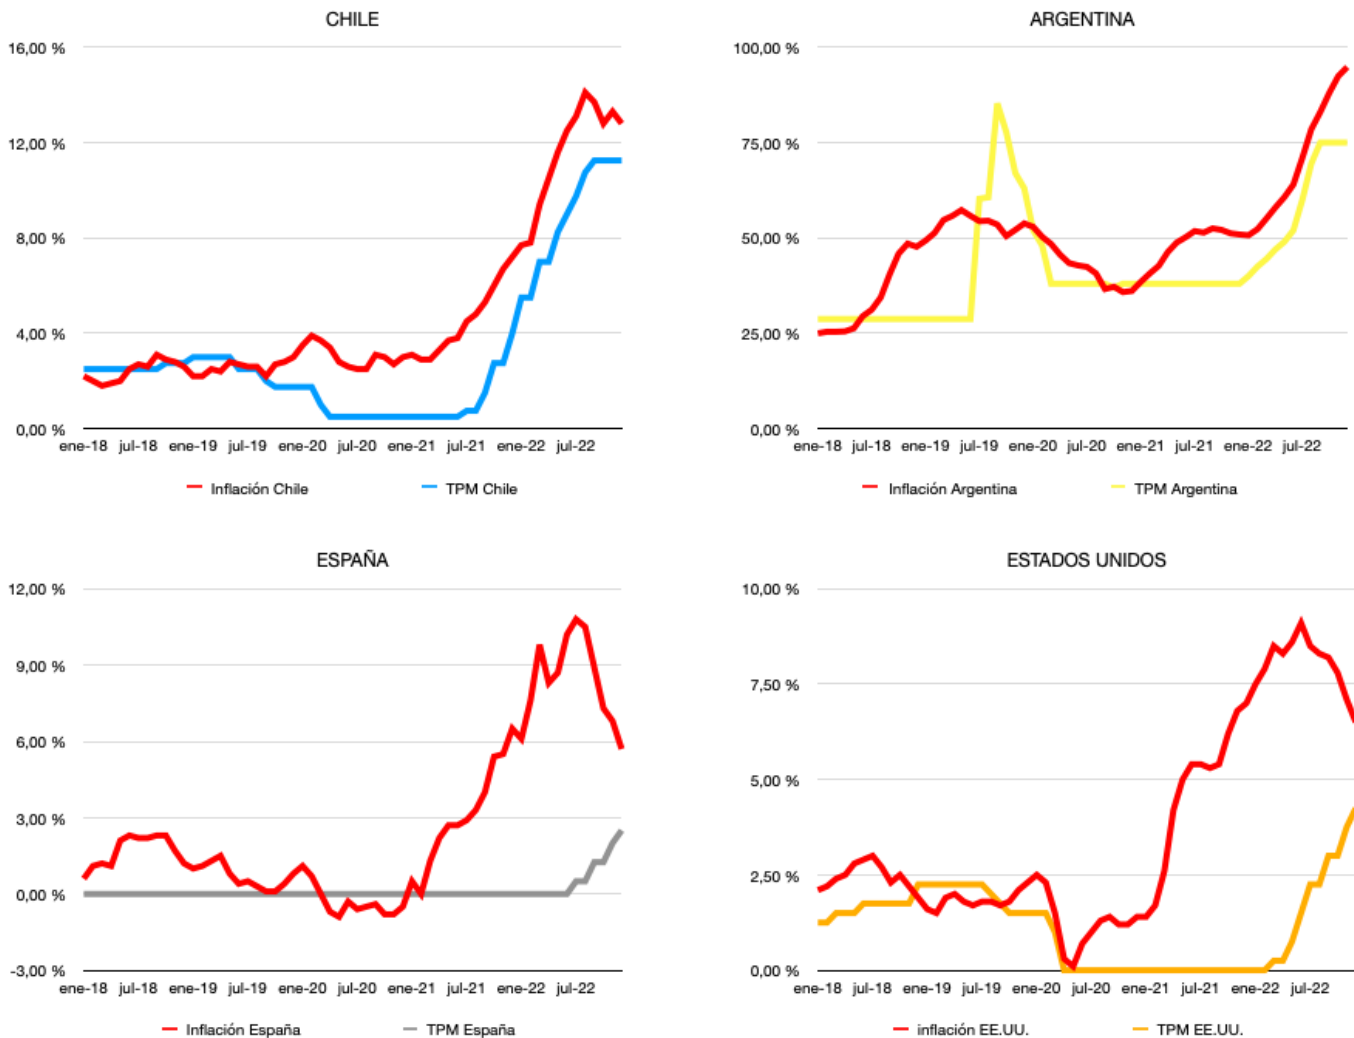 CHILE
16,00 %
12,00 %
8,00 %
4,00 %
0,00 %
ene-18 jul-18 ene-19 jul-19 ene-20 jul-20 ene-21 jul-21 ene-22 jul-22
Inflación Chile TPM Chile
ARGENTINA
100,00 %
75,00 %
50,00 %
25,00 %
0,00 %
ene-18 jul-18 ene-19 jul-19 ene-20 jul-20 ene-21 jul-21 ene-22 jul-22
Inflación Argentina TPM Argentina
ESPAÑA
12,00 %
9,00 %
6,00 %
3,00 %
0,00 %
-3,00 %
ene-18 jul-18 ene-19 jul-19 ene-20 jul-20 ene-21 jul-21 ene-22 jul-22
Inflación España TPM España
ESTADOS UNIDOS
10,00 %
7,50 %
5,00 %
2,50 %
0,00 %
ene-18 jul-18 ene-19 jul-19 ene-20 jul-20 ene-21 jul-21 ene-22 jul-22
inflación EE.UU. TPM EE.UU.